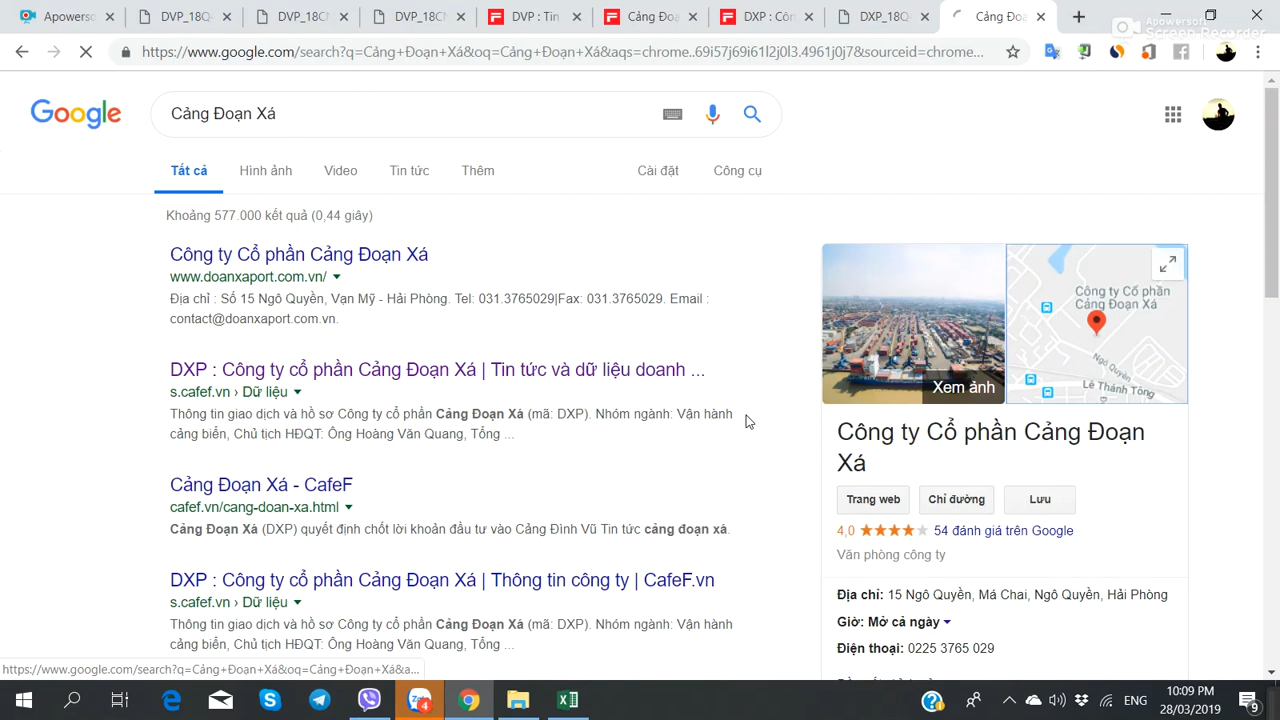 Apowerso
DVP_18Q
DVP_18C
DVP_18C
DVP : Tin
Cảng Đo
DXP : Côn
DXP_18Q
Cảng Đoạ
Apowersoft
Screen Recorder
https://www.google.com/search?q=Cảng+Đoạn+Xá&oq=Cảng+Đoạn+Xá&aqs=chrome..69i57j69i61l2j0l3.4961j0j7&sourceid=chrome...
Google
Cảng Đoạn Xá
Tất cả Hình ảnh Video Tin tức Thêm Cài đặt Công cụ
Khoảng 577.000 kết quả (0,44 giây)
Công ty Cổ phần Cảng Đoạn Xá
www.doanxaport.com.vn/
Địa chỉ : Số 15 Ngô Quyền, Vạn Mỹ - Hải Phòng. Tel: 031.3765029|Fax: 031.3765029. Email :
contact@doanxaport.com.vn.
DXP : Công ty cổ phần Cảng Đoạn Xá | Tin tức và dữ liệu doanh ...
s.cafef.vn › Dữ liệu
Thông tin giao dịch và hồ sơ Công ty cổ phần Cảng Đoạn Xá (mã: DXP). Nhóm ngành: Vận hành
cảng biển, Chủ tịch HĐQT: Ông Hoàng Văn Quang, Tổng ...
Cảng Đoạn Xá - CafeF
cafef.vn/cang-doan-xa.html
Cảng Đoạn Xá (DXP) quyết định chốt lời khoản đầu tư vào Cảng Đình Vũ Tin tức cảng đoạn xá.
DXP : Công ty cổ phần Cảng Đoạn Xá | Thông tin công ty | CafeF.vn
s.cafef.vn › Dữ liệu
Thông tin giao dịch và hồ sơ Công ty cổ phần Cảng Đoạn Xá (mã: DXP). Nhóm ngành: Vận hành
cảng biển, Chủ tịch HĐQT: Ông Hoàng Văn Quang, Tổng ...
Xem ảnh
Công ty Cổ phần
Cảng Đoạn Xá
Ngô Quyền
Lê Thánh Tông
Công ty Cổ phần Cảng Đoạn
Xá
Trang web Chỉ đường Lưu
4,0 54 đánh giá trên Google
Văn phòng công ty
Địa chỉ: 15 Ngô Quyền, Má Chai, Ngô Quyền, Hải Phòng
Giờ: Mở cả ngày
Điện thoại: 0225 3765 029
https://www.google.com/search?q=Cảng+Đoạn+Xá&oq=Cảng+Đoạn+Xá&a...
4
ENG
10:09 PM
28/03/2019
9